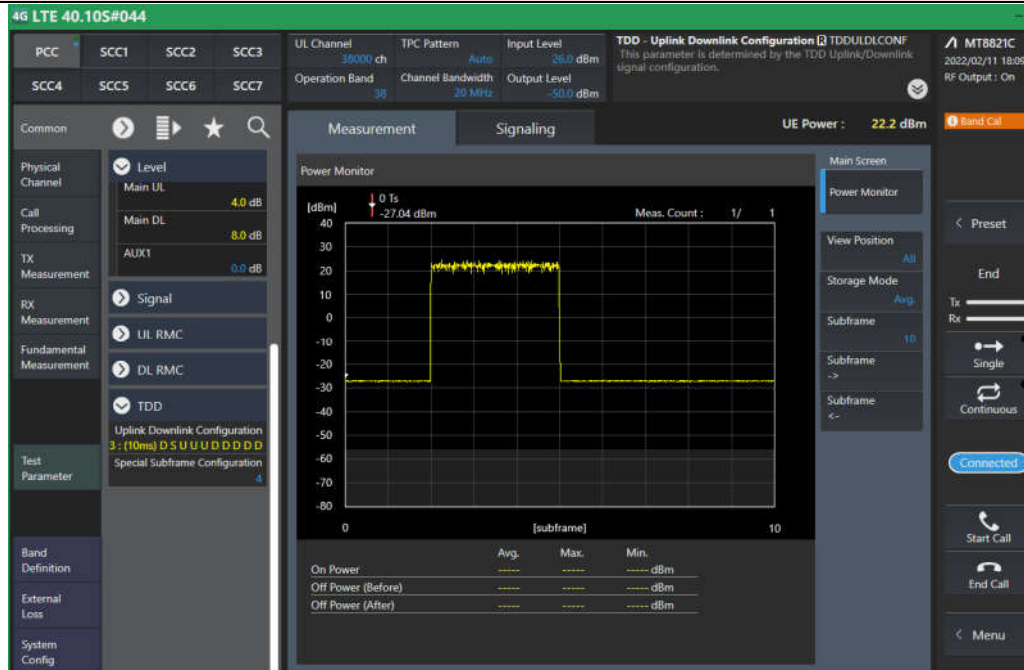 4G LTE 40.10S#044
PCC SCC1 SCC2 SCC3
SCC4 SCC5 SCC6 SCC7
UL Channel
38000 ch
TPC Pattern
Auto
Input Level
26.0 dBm
Operation Band
38
Channel Bandwidth
20 MHz
Output Level
-50.0 dBm
TDD - Uplink Downlink Configuration R TDDULDLCONF
This parameter is determined by the TDD Uplink/Downlink
signal configuration.
MT8821C
2022/02/11 18:09
RF Output : On
Common
Physical
Channel
Call
Processing
TX
Measurement
RX
Measurement
Fundamental
Measurement
Test
Parameter
Band
Definition
External
Loss
System
Config
Level
Main UL
4.0 dB
Main DL
8.0 dB
AUX1
0.0 dB
Signal
UL RMC
DL RMC
TDD
Uplink Downlink Configuration
3 : (10ms) D S U U U D D D D D
Special Subframe Configuration
4
Measurement Signaling
UE Power : 22.2 dBm
Power Monitor
[dBm]
0 Ts
-27.04 dBm
Meas. Count : 1/ 1
40
30
20
10
0
-10
-20
-30
-40
-50
-60
-70
-80
0 [subframe] 10
Avg. Max. Min.
On Power ----- ----- ----- dBm
Off Power (Before) ----- ----- ----- dBm
Off Power (After) ----- ----- ----- dBm
Main Screen
Power Monitor
View Position
All
Storage Mode
Avg.
Subframe
10
Subframe
->
Subframe
<-
Band Cal
< Preset
End
Tx
Rx
Single
Continuous
Connected
Start Call
End Call
< Menu